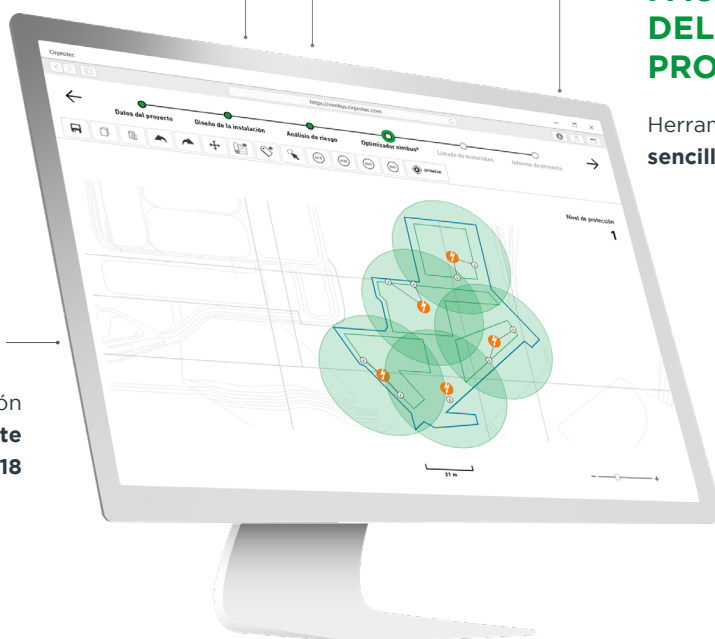 DEL
PRO
Herran
sencill
Cirprotec
https://nimbus.cirprotec.com
Datos del proyecto
Diseño de la instalación
Análisis de riesgo
Optimizador nimbus®
Listado de materiales
Informe de proyecto
Nivel de protección
1
ón
te
18
21 m